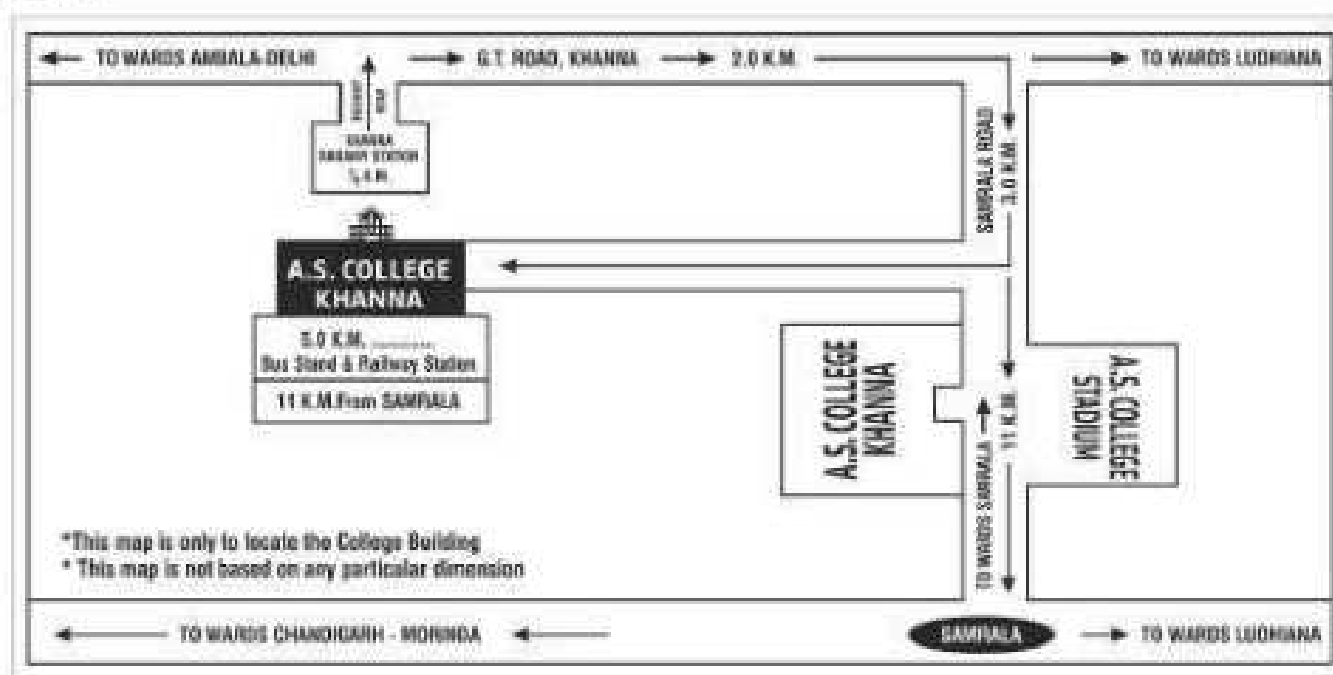 TO WARDS AMBALA-DELHI
G.T. ROAD, KHANNA
2.0 K.M.
TO WARDS LUDHIANA
KHANNA
RAILWAY STATION
K.M.
SAMRALA ROAD
3.0 K.M.
A.S. COLLEGE
KHANNA
5.0 K.M. ............
Bus Stand & Railway Station
11 K.M.From SAMRALA
A.S. COLLEGE
KHANNA
TO WARDS SAMRALA
11 K.M.
A.S. COLLEGE
STADIUM
*This map is only to locate the College Building
* This map is not based on any particular dimension
TO WARDS CHANDIGARH - MORINDA
SAMRALA
TO WARDS LUDHIANA